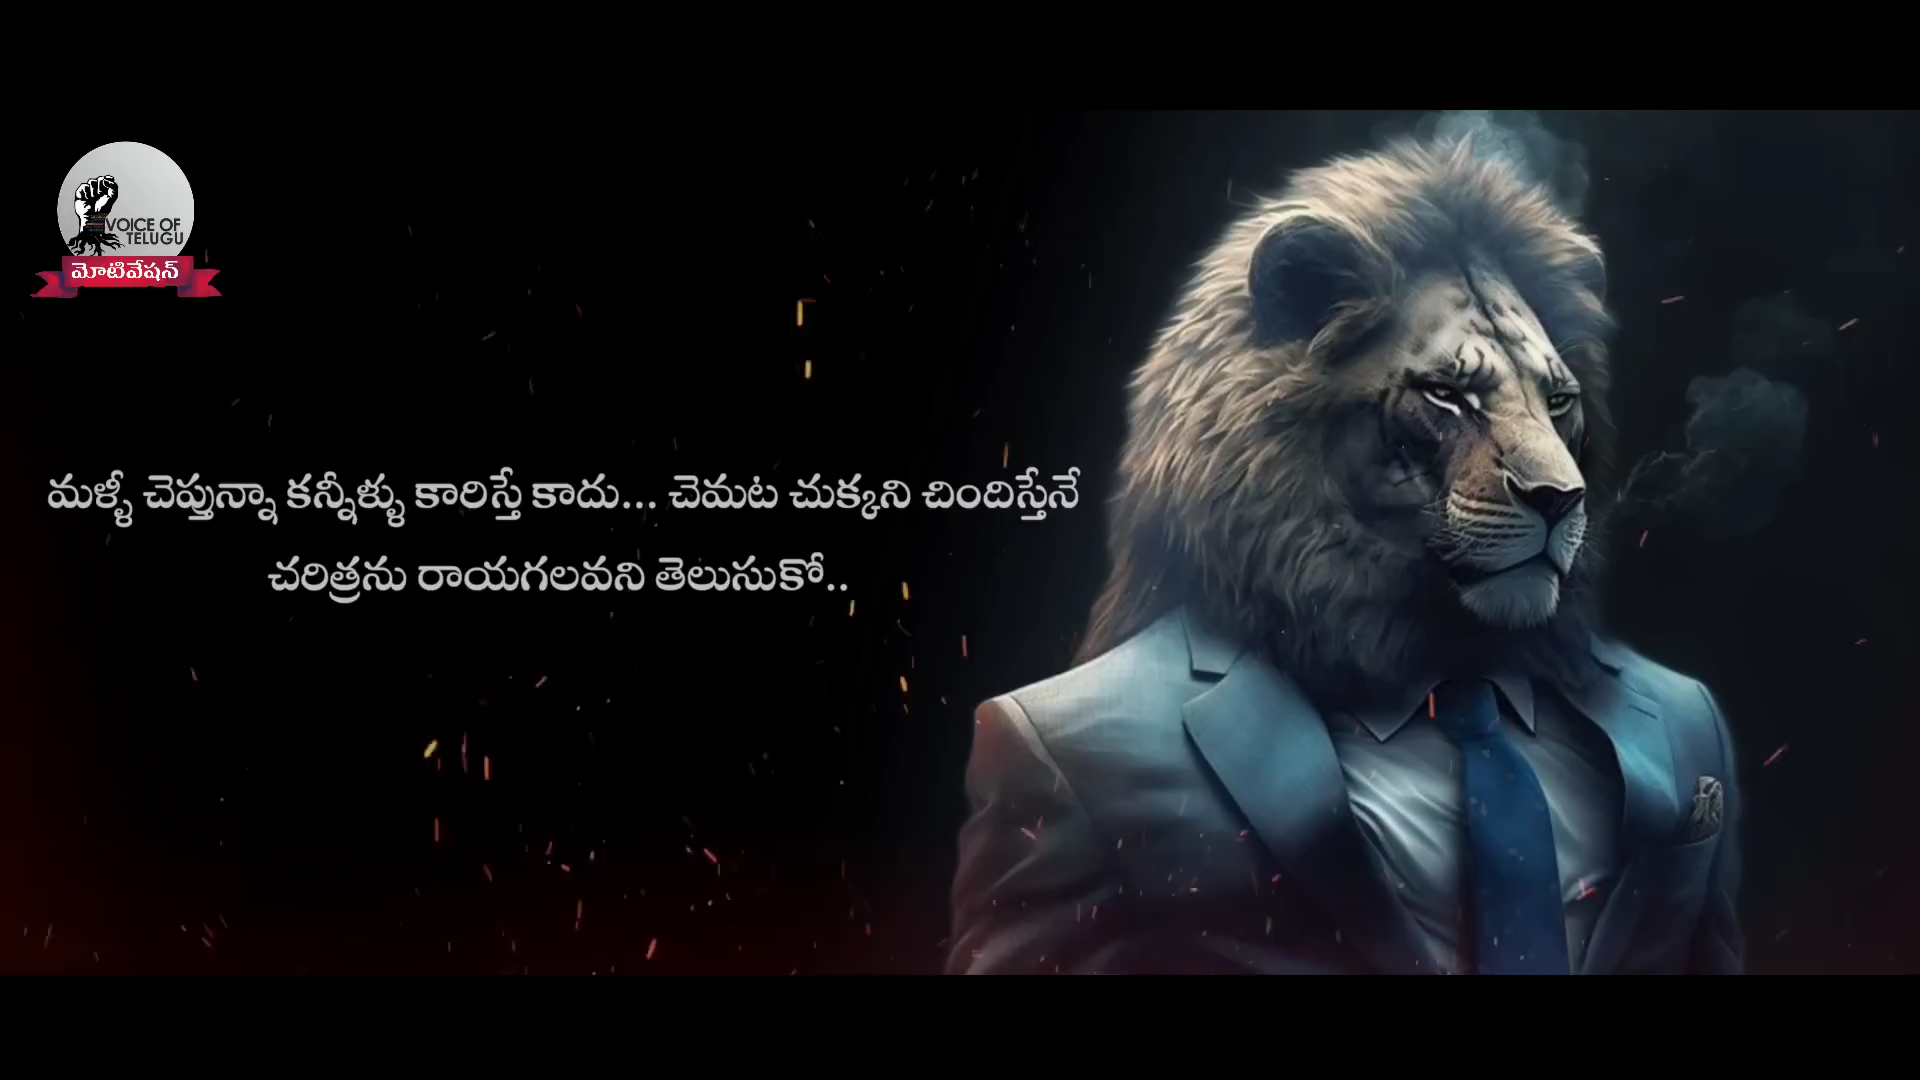 VOICE OF
TELUGU
మోటివేషన్
మళ్ళీ చెప్తున్నా కన్నీళ్ళు కారిస్తే కాదు... చెమట చుక్కని చిందిస్తేనే
చరిత్రను రాయగలవని తెలుసుకో..